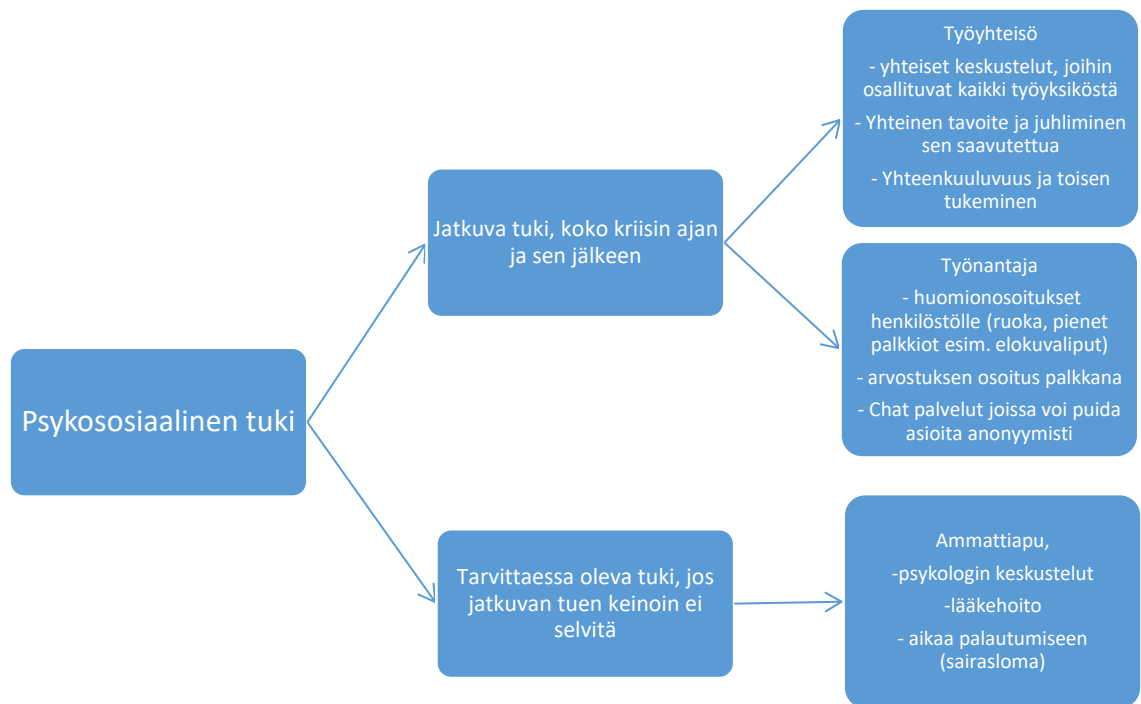 Psykososiaalinen tuki
Jatkuva tuki, koko kriisin ajan
ja sen jälkeen
Työyhteisö
- yhteiset keskustelut, joihin
osallituvat kaikki työyksiköstä
- Yhteinen tavoite ja juhliminen
sen saavutettua
- Yhteenkuuluvuus ja toisen
tukeminen
Työnantaja
- huomionosoitukset
henkilöstölle (ruoka, pienet
palkkiot esim. elokuvaliput)
- arvostuksen osoitus palkkana
- Chat palvelut joissa voi puida
asioita anonyymisti
Tarvittaessa oleva tuki, jos
jatkuvan tuen keinoin ei
selvitä
Ammattiapu,
-psykologin keskustelut
-lääkehoito
- aikaa palautumiseen
(sairasloma)